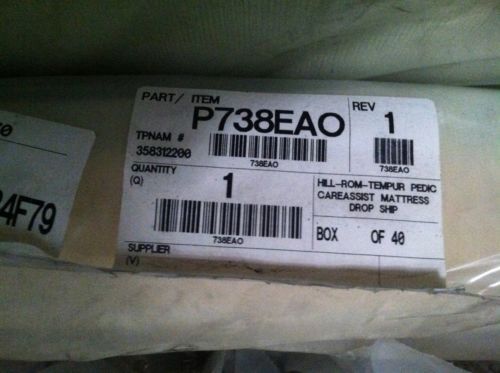 PART/ ITEM
P738EAO
REV
1
TPNAM #
358312200
738EAO
738EAO
QUANTITY
(Q)
1
738EAO
HILL-ROM-TEMPUR PEDIC
CAREASSIST MATTRESS
DROP SHIP
BOX OF 40
SUPPLIER
(V)
4F79